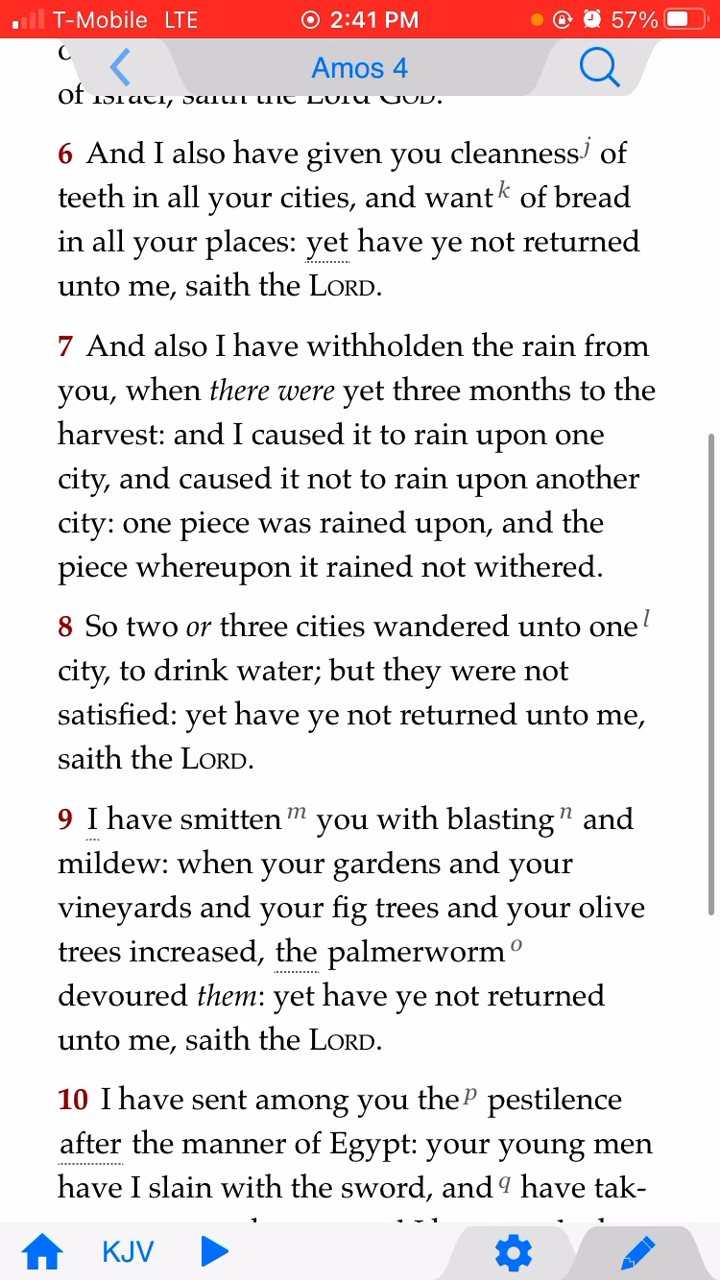 T-Mobile LTE 2:41 PM 57%
Amos 4
of Israel, saith the Lord GOD.
6 And I also have given you cleanness j of
teeth in all your cities, and want k of bread
in all your places: yet have ye not returned
unto me, saith the LORD.
7 And also I have withholden the rain from
you, when there were yet three months to the
harvest: and I caused it to rain upon one
city, and caused it not to rain upon another
city: one piece was rained upon, and the
piece whereupon it rained not withered.
8 So two or three cities wandered unto one l
city, to drink water; but they were not
satisfied: yet have ye not returned unto me,
saith the LORD.
9 I have smitten m you with blasting n and
mildew: when your gardens and your
vineyards and your fig trees and your olive
trees increased, the palmerworm o
devoured them: yet have ye not returned
unto me, saith the LORD.
10 I have sent among you the p pestilence
after the manner of Egypt: your young men
have I slain with the sword, and q have tak-
KJV